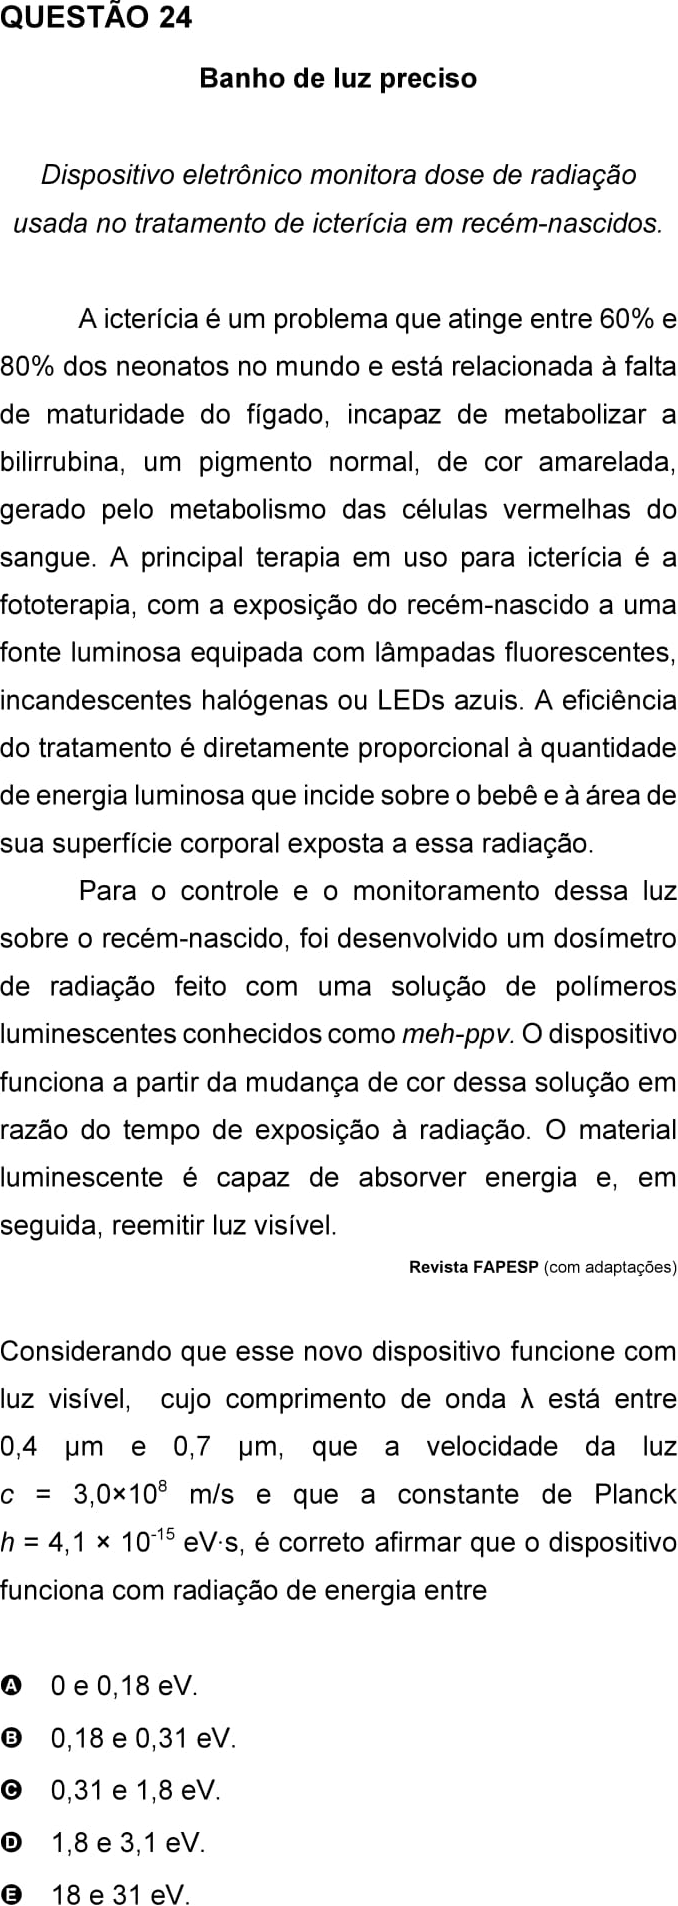 QUESTÃO 24
Banho de luz preciso
Dispositivo eletrônico monitora dose de radiação
usada no tratamento de icterícia em recém-nascidos.
A icterícia é um problema que atinge entre 60% e
80% dos neonatos no mundo e está relacionada à falta
de maturidade do fígado, incapaz de metabolizar a
bilirrubina, um pigmento normal, de cor amarelada,
gerado pelo metabolismo das células vermelhas do
sangue. A principal terapia em uso para icterícia é a
fototerapia, com a exposição do recém-nascido a uma
fonte luminosa equipada com lâmpadas fluorescentes,
incandescentes halógenas ou LEDs azuis. A eficiência
do tratamento é diretamente proporcional à quantidade
de energia luminosa que incide sobre o bebê e à área de
sua superfície corporal exposta a essa radiação.
Para o controle e o monitoramento dessa luz
sobre o recém-nascido, foi desenvolvido um dosímetro
de radiação feito com uma solução de polímeros
luminescentes conhecidos como meh-ppv. O dispositivo
funciona a partir da mudança de cor dessa solução em
razão do tempo de exposição à radiação. O material
luminescente é capaz de absorver energia e, em
seguida, reemitir luz visível.
Revista FAPESP (com adaptações)
Considerando que esse novo dispositivo funcione com
luz visível, cujo comprimento de onda λ está entre
0,4 µm e 0,7 µm, que a velocidade da luz
c = 3,0×10⁸ m/s e que a constante de Planck
h = 4,1 × 10⁻¹⁵ eV·s, é correto afirmar que o dispositivo
funciona com radiação de energia entre
A 0 e 0,18 eV.
B 0,18 e 0,31 eV.
C 0,31 e 1,8 eV.
D 1,8 e 3,1 eV.
E 18 e 31 eV.